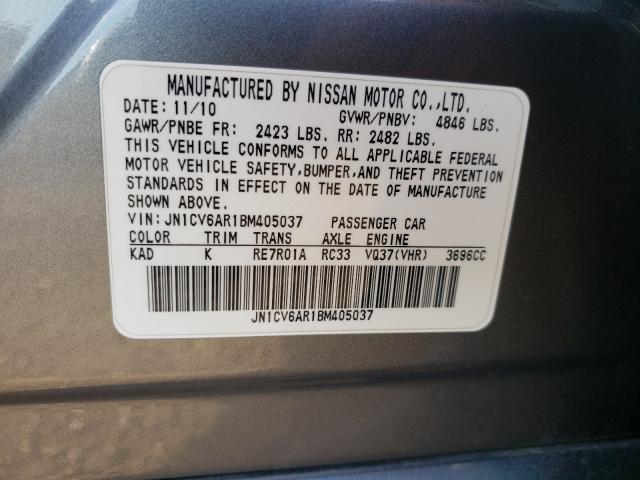 MANUFACTURED BY NISSAN MOTOR CO.,LTD.
DATE: 11/10 GVWR/PNBV: 4846 LBS.
GAWR/PNBE FR: 2423 LBS. RR: 2482 LBS.
THIS VEHICLE CONFORMS TO ALL APPLICABLE FEDERAL
MOTOR VEHICLE SAFETY,BUMPER,AND THEFT PREVENTION
STANDARDS IN EFFECT ON THE DATE OF MANUFACTURE
SHOWN ABOVE.
VIN: JN1CV6AR1BM405037 PASSENGER CAR
COLOR TRIM TRANS AXLE ENGINE
KAD K RE7R01A RC33 VQ37(VHR) 3696CC
JN1CV6AR1BM405037